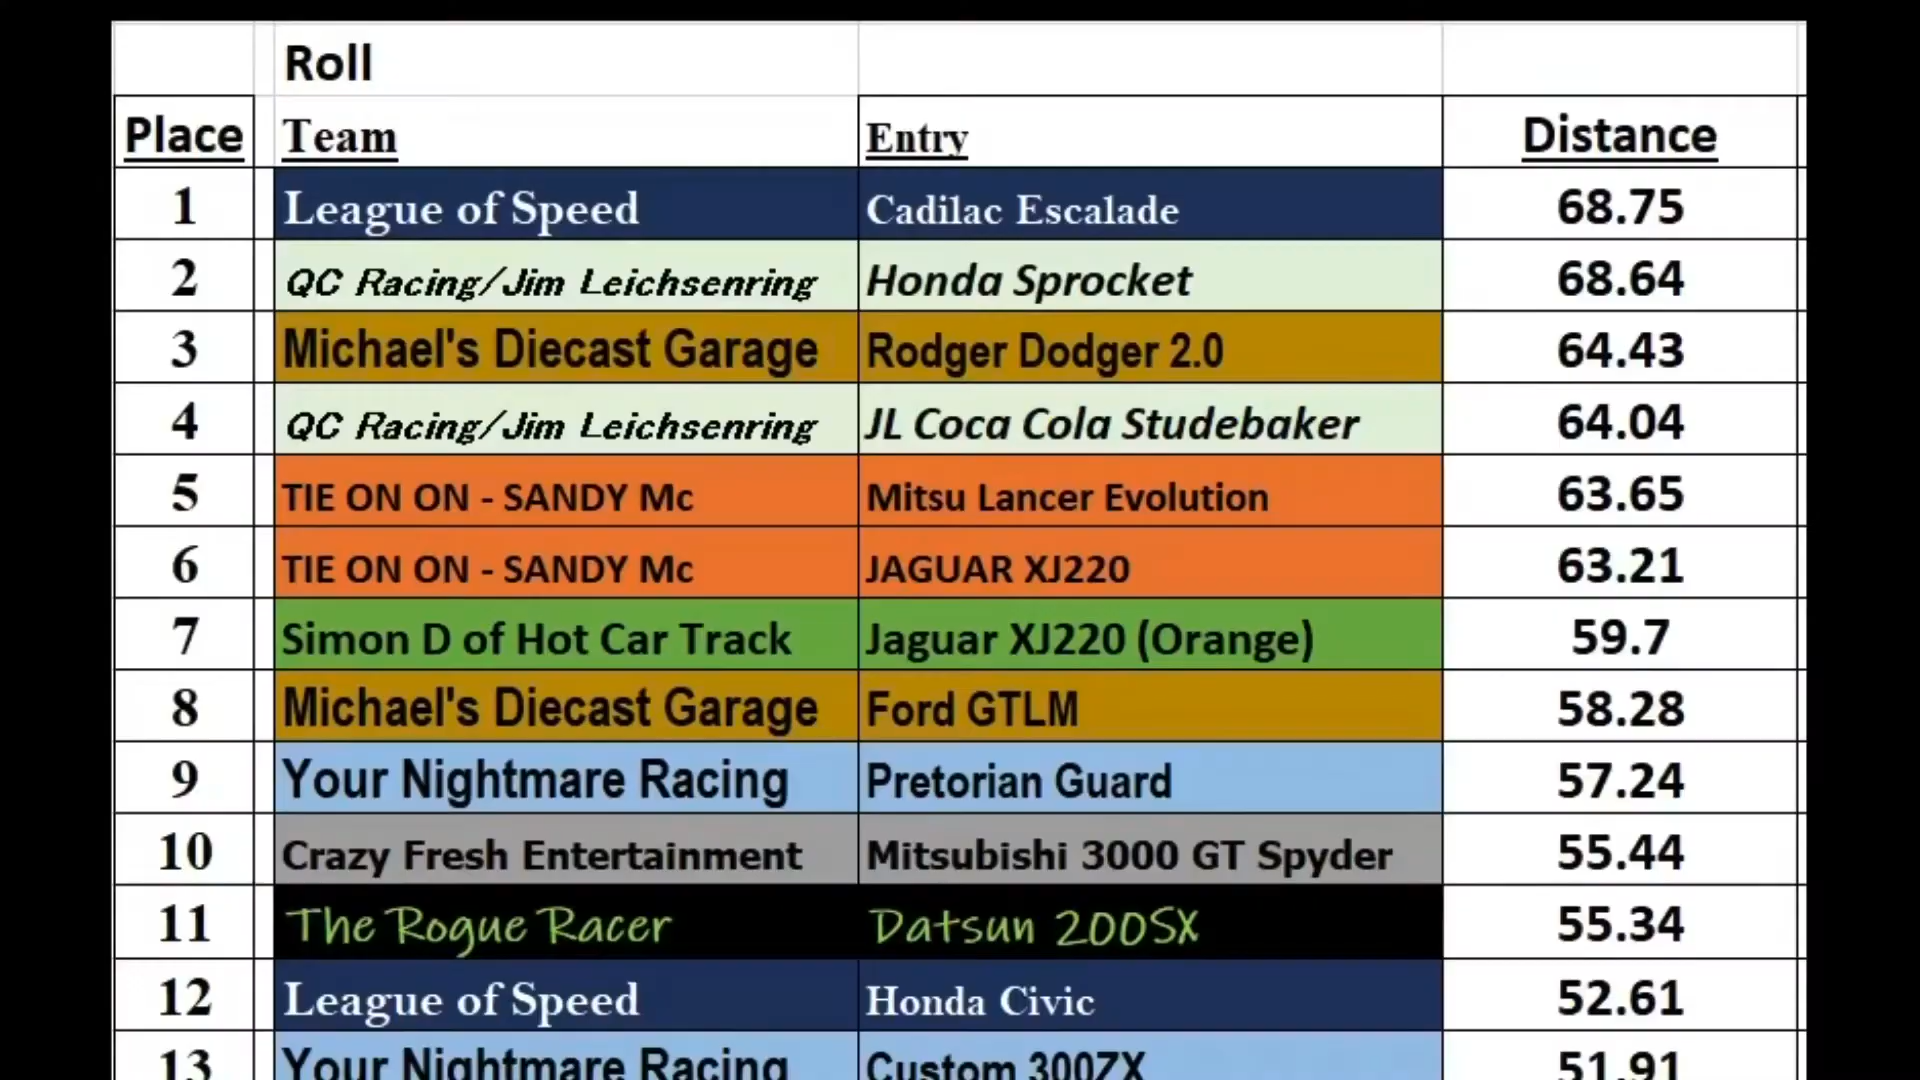 Roll
Place Team Entry Distance
1 League of Speed Cadilac Escalade 68.75
2 QC Racing/Jim Leichsenring Honda Sprocket 68.64
3 Michael's Diecast Garage Rodger Dodger 2.0 64.43
4 QC Racing/Jim Leichsenring JL Coca Cola Studebaker 64.04
5 TIE ON ON - SANDY Mc Mitsu Lancer Evolution 63.65
6 TIE ON ON - SANDY Mc JAGUAR XJ220 63.21
7 Simon D of Hot Car Track Jaguar XJ220 (Orange) 59.7
8 Michael's Diecast Garage Ford GTLM 58.28
9 Your Nightmare Racing Pretorian Guard 57.24
10 Crazy Fresh Entertainment Mitsubishi 3000 GT Spyder 55.44
11 The Rogue Racer Datsun 200SX 55.34
12 League of Speed Honda Civic 52.61
13 Your Nightmare Racing Custom 300ZX 51.91